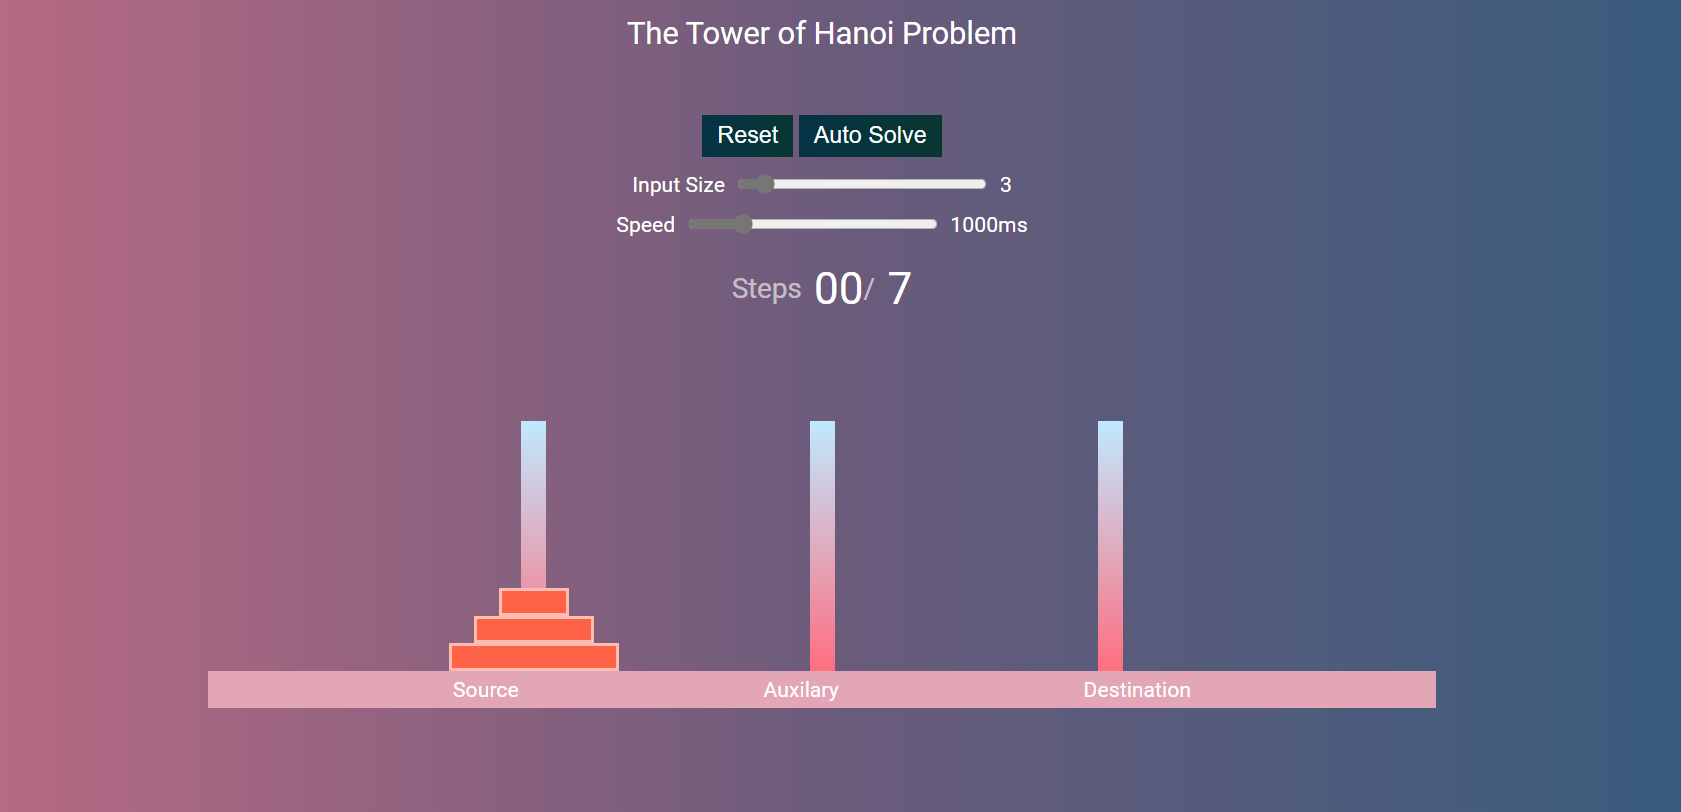 The Tower of Hanoi Problem
Reset Auto Solve
Input Size 3
Speed 1000ms
Steps 00/ 7
Source Auxilary Destination